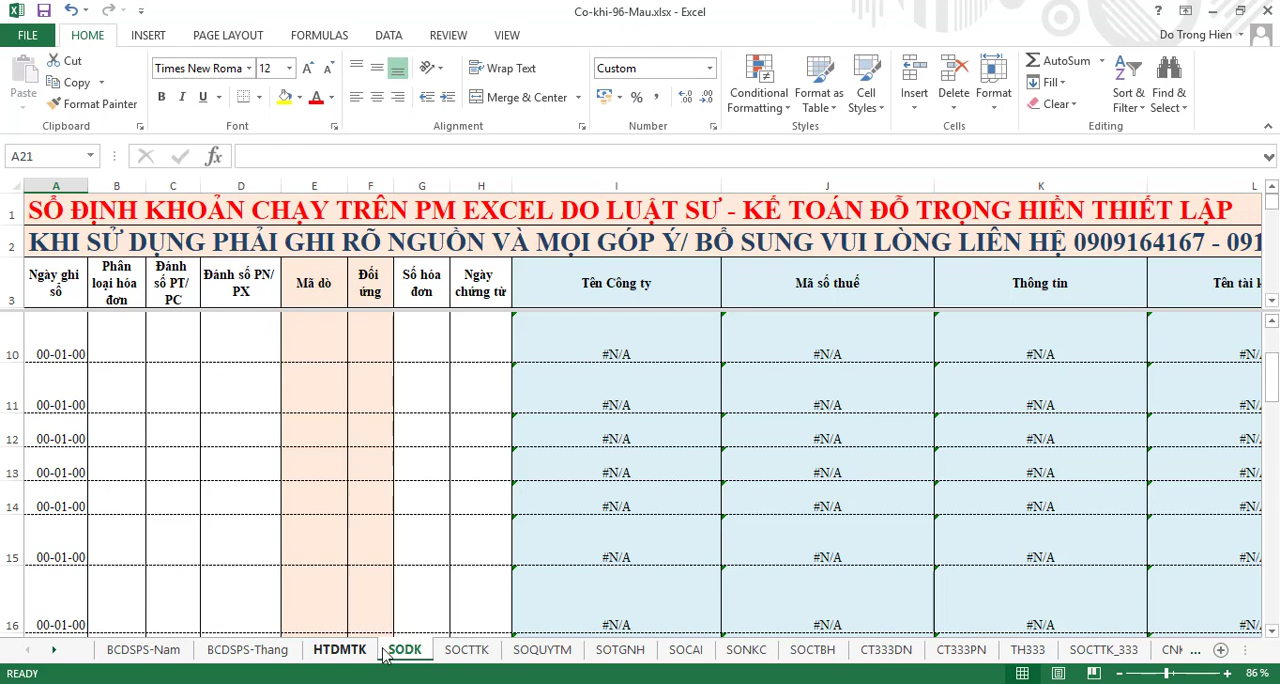 Co-khi-96-Mau.xlsx - Excel
FILE HOME INSERT PAGE LAYOUT FORMULAS DATA REVIEW VIEW
Do Trong Hien
Paste
Cut
Copy
Format Painter
Clipboard
Times New Roma 12
B I U
Font
Wrap Text
Merge & Center
Alignment
Custom
%
Number
Conditional Formatting
Format as Table
Cell Styles
Styles
Insert
Delete
Format
Cells
AutoSum
Fill
Clear
Sort & Filter
Find & Select
Editing
A21
A B C D E F G H I J K L
1 SỔ ĐỊNH KHOẢN CHẠY TRÊN PM EXCEL DO LUẬT SƯ - KẾ TOÁN ĐỖ TRỌNG HIỀN THIẾT LẬP
2 KHI SỬ DỤNG PHẢI GHI RÕ NGUỒN VÀ MỌI GÓP Ý/ BỔ SUNG VUI LÒNG LIÊN HỆ 0909164167 - 091
3 Ngày ghi sổ Phân loại hóa đơn Đánh số PT/ PC Đánh số PN/ PX Mã dò Đối ứng Số hóa đơn Ngày chứng từ Tên Công ty Mã số thuế Thông tin Tên tài
10 00-01-00 #N/A #N/A #N/A #N/
11 00-01-00 #N/A #N/A #N/A #N/
12 00-01-00 #N/A #N/A #N/A #N/
13 00-01-00 #N/A #N/A #N/A #N/
14 00-01-00 #N/A #N/A #N/A #N/
15 00-01-00 #N/A #N/A #N/A #N/
16 00-01-00 #N/A #N/A #N/A #N/
BCDSPS-Nam BCDSPS-Thang HTDMTK SODK SOCTTK SOQUYTM SOTGNH SOCAI SONKC SOCTBH CT333DN CT333PN TH333 SOCTTK_333 CNK ...
READY
86 %